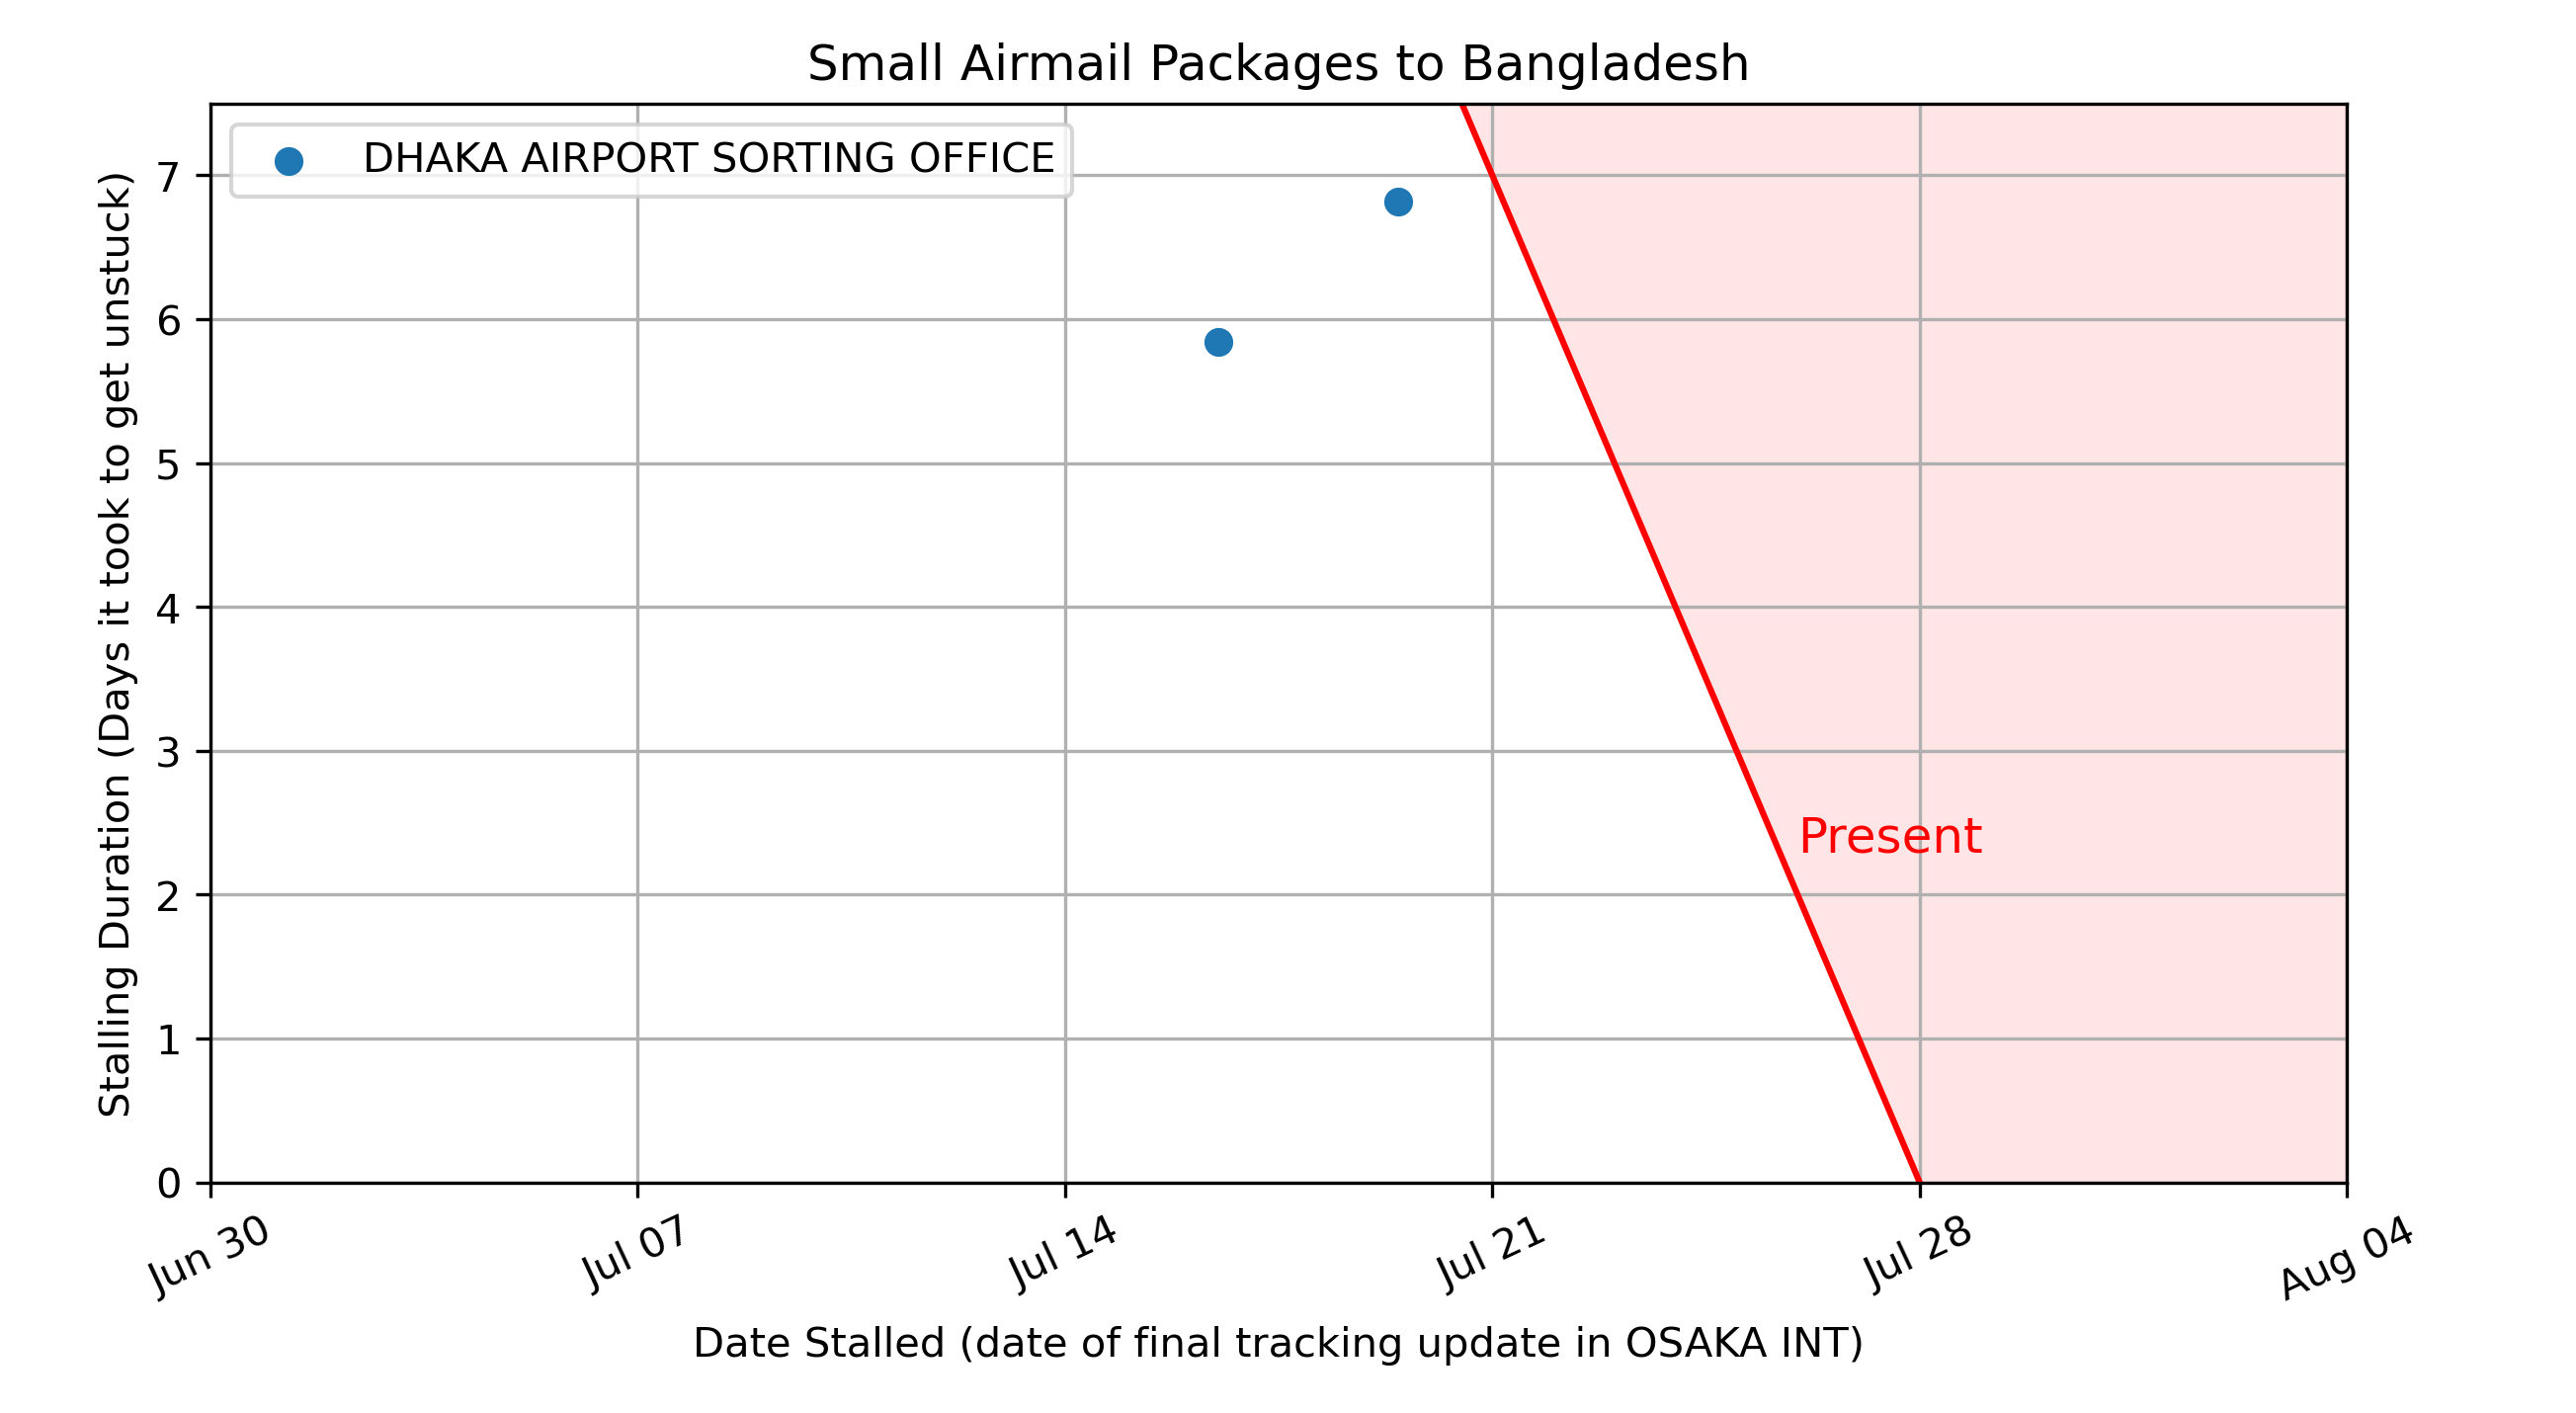 Small Airmail Packages to Bangladesh
DHAKA AIRPORT SORTING OFFICE
Stalling Duration (Days it took to get unstuck)
7
6
5
4
3
2
1
0
Present
Jun 30
Jul 07
Jul 14
Jul 21
Jul 28
Aug 04
Date Stalled (date of final tracking update in OSAKA INT)